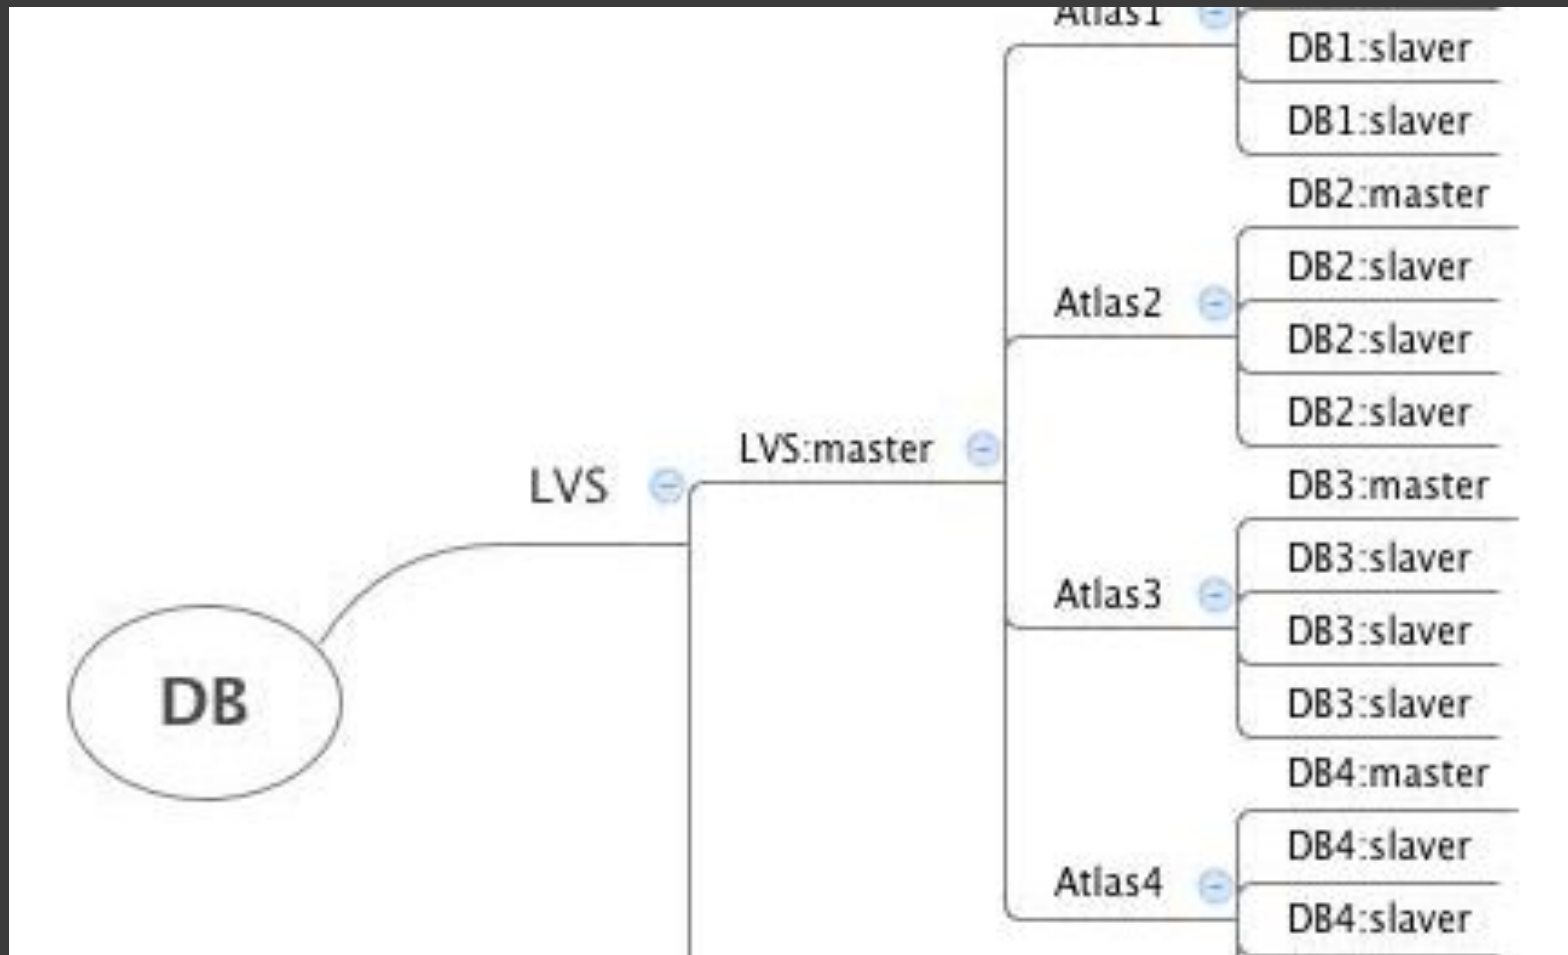 Atlas1
DB1:slaver
DB1:slaver
DB2:master
DB2:slaver
Atlas2
DB2:slaver
DB2:slaver
LVS:master
LVS
DB3:master
DB3:slaver
Atlas3
DB3:slaver
DB
DB3:slaver
DB4:master
DB4:slaver
Atlas4
DB4:slaver